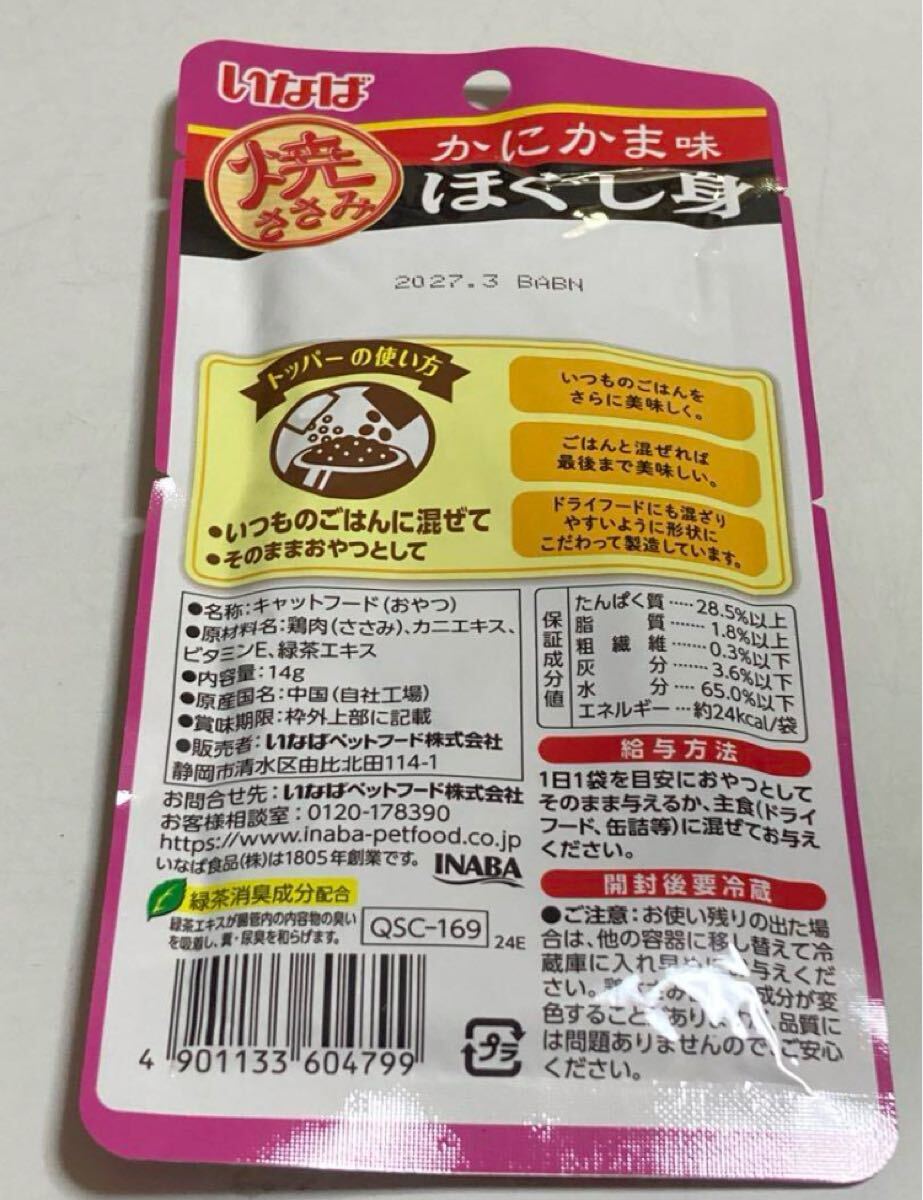 いなば
焼
ささみ
かにかま味
ほぐし身
2027.3 BABN
トッパーの使い方
・いつものごはんに混ぜて
・そのままおやつとして
いつものごはんを
さらに美味しく。
ごはんと混ぜれば
最後まで美味しい。
ドライフードにも混ざり
やすいように形状に
こだわって製造しています。
●名称:キャットフード(おやつ)
●原材料名:鶏肉(ささみ)、カニエキス、
ビタミンE、緑茶エキス
●内容量:14g
●原産国名:中国(自社工場)
●賞味期限:枠外上部に記載
●販売者:いなばペットフード株式会社
静岡市清水区由比北田114-1
お問合せ先:いなばペットフード株式会社
お客様相談室:0120-178390
https://www.inaba-petfood.co.jp
いなば食品(株)は1805年創業です。
INABA
緑茶消臭成分配合
緑茶エキスが腸管内の内容物の臭い
を吸着し、糞・尿臭を和らげます。
QSC-169
24E
4 901133 604799
保証成分値
たんぱく質……28.5%以上
脂質……1.8%以上
粗繊維……0.3%以下
灰分……3.6%以下
水分……65.0%以下
エネルギー…約24kcal/袋
給与方法
1日1袋を目安におやつとして
そのまま与えるか、主食(ドライ
フード、缶詰等)に混ぜてお与え
ください。
開封後要冷蔵
●ご注意:お使い残りの出た場
合は、他の容器に移し替えて冷
蔵庫に入れ早めにお与えくだ
さい。 成分が変
色することがありますが、品質に
は問題ありませんので、ご安心
ください。
プラ